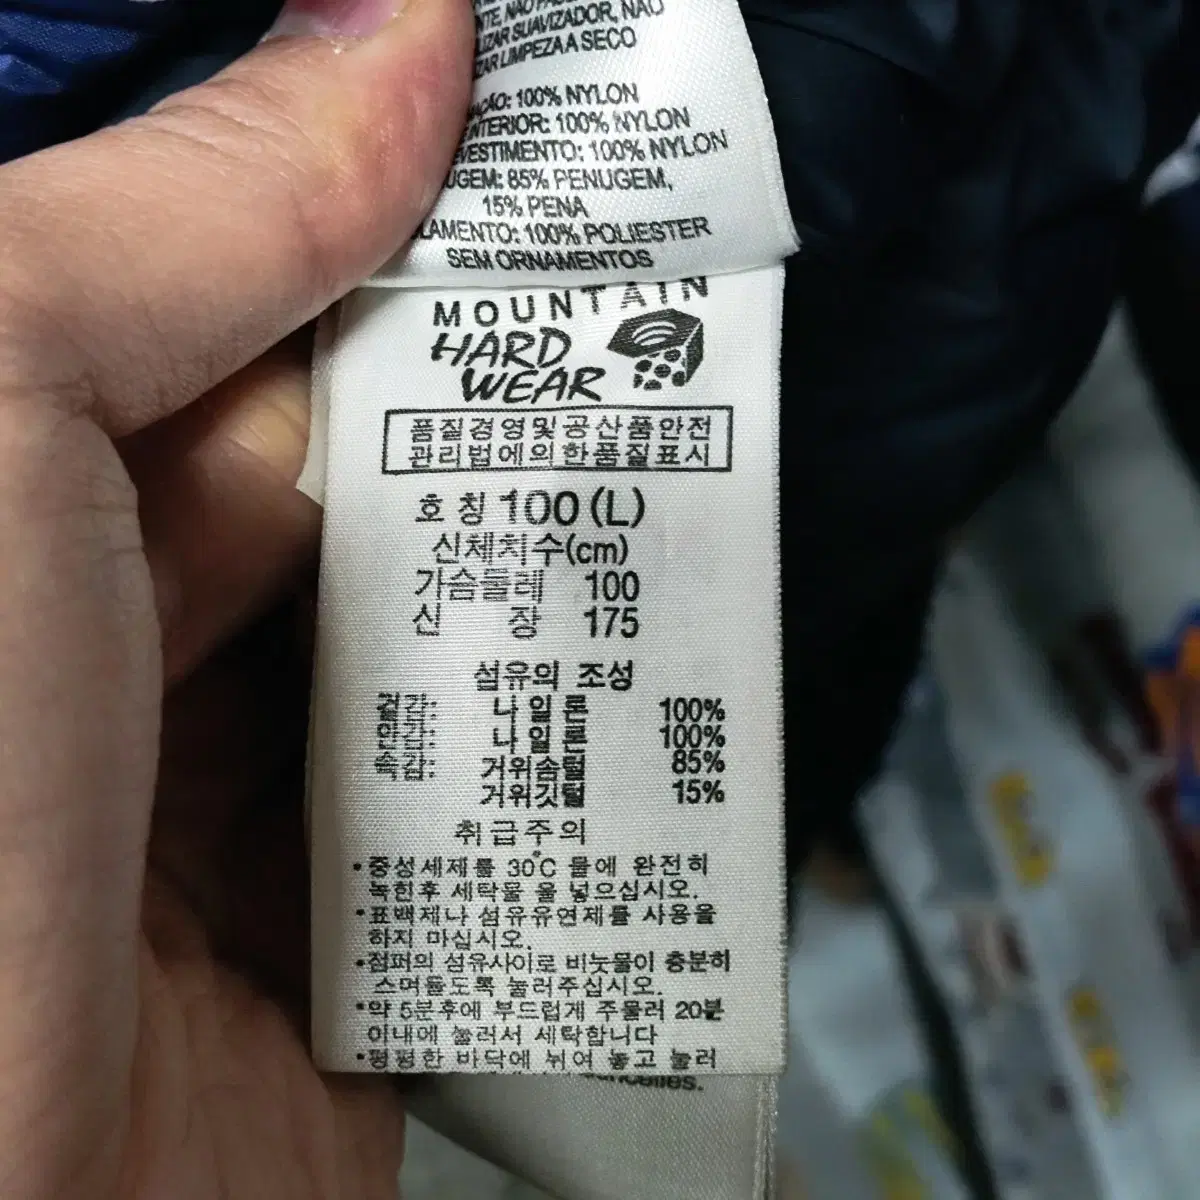 NTE, NÃO
LIZAR SUAVIZADOR, NÃO
ZAR LIMPEZA A SECO
AÇÃO: 100% NYLON
INTERIOR: 100% NYLON
EVESTIMENTO: 100% NYLON
UGEM: 85% PENUGEM,
15% PENA
LAMENTO: 100% POLIESTER
SEM ORNAMENTOS
MOUNTAIN
HARD
WEAR
품질경영및공산품안전
관리법에의한품질표시
호 칭 100 (L)
신체치수(cm)
가슴둘레 100
신 장 175
섬유의 조성
겉감: 나일론 100%
안감: 나일론 100%
속감: 거위솜털 85%
거위깃털 15%
취급주의
•중성세제를 30°C 물에 완전히
녹힌후 세탁물 을 넣으십시오.
•표백제나 섬유유연제를 사용을
하지 마십시오.
•점퍼의 섬유사이로 비눗물이 충분히
스며들도록 눌러주십시오.
•약 5분후에 부드럽게 주물러 20분
이내에 눌러서 세탁합니다
•평평한 바닥에 뉘여 놓고 눌러